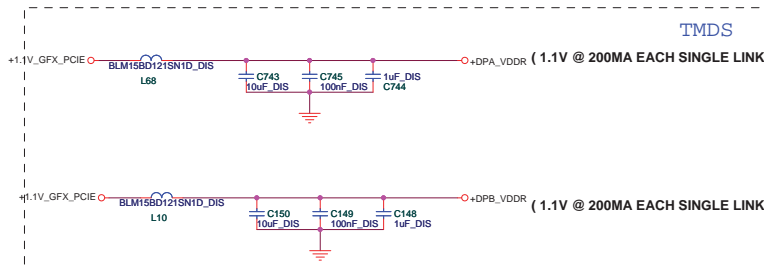 TMDS
+1.1V_GFX_PCIE
BLM15BD121SN1D_DIS
L68
C743
10uF_DIS
C745
100nF_DIS
1uF_DIS
C744
+DPA_VDDR
( 1.1V @ 200MA EACH SINGLE LINK
+1.1V_GFX_PCIE
BLM15BD121SN1D_DIS
L10
C150
10uF_DIS
C149
100nF_DIS
C148
1uF_DIS
+DPB_VDDR
( 1.1V @ 200MA EACH SINGLE LINK